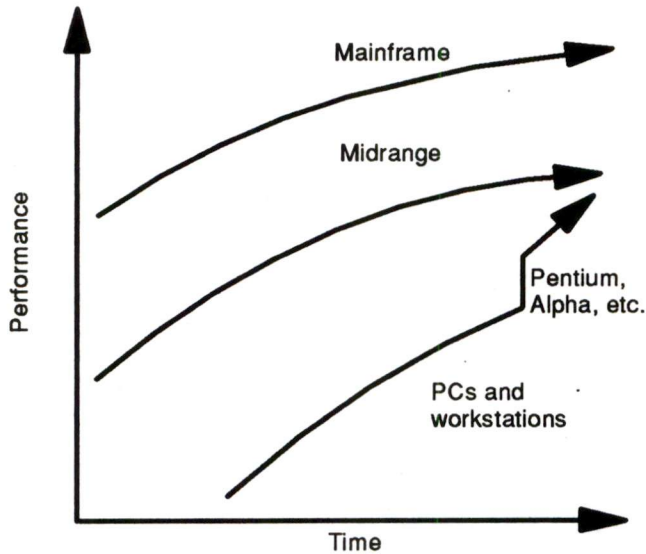 Mainframe
Midrange
Performance
Pentium,
Alpha, etc.
PCs and
workstations
Time